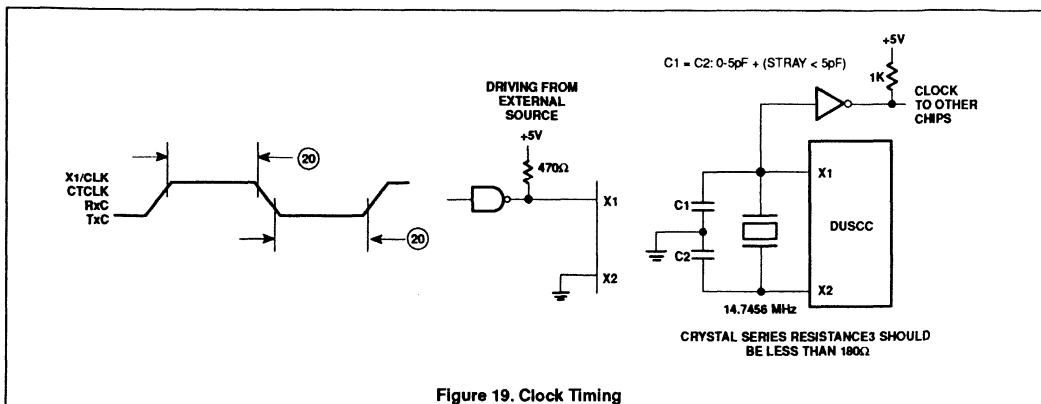 X1/CLK
CTCLK
RxC
TxC
20
20
DRIVING FROM
EXTERNAL
SOURCE
+5V
470Ω
X1
X2
C1 = C2: 0-5pF + (STRAY < 5pF)
+5V
1K
CLOCK
TO OTHER
CHIPS
C1
C2
X1
DUSCC
X2
14.7456 MHz
CRYSTAL SERIES RESISTANCE3 SHOULD
BE LESS THAN 180Ω
Figure 19. Clock Timing